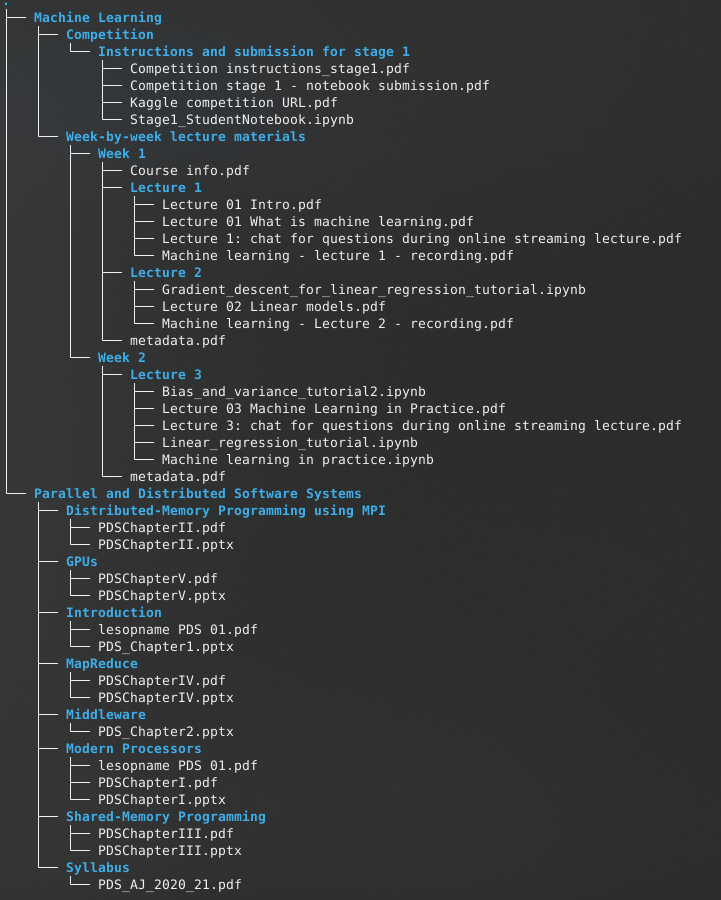 .
Machine Learning
Competition
Instructions and submission for stage 1
Competition instructions_stage1.pdf
Competition stage 1 - notebook submission.pdf
Kaggle competition URL.pdf
Stage1_StudentNotebook.ipynb
Week-by-week lecture materials
Week 1
Course info.pdf
Lecture 1
Lecture 01 Intro.pdf
Lecture 01 What is machine learning.pdf
Lecture 1: chat for questions during online streaming lecture.pdf
Machine learning - lecture 1 - recording.pdf
Lecture 2
Gradient_descent_for_linear_regression_tutorial.ipynb
Lecture 02 Linear models.pdf
Machine learning - Lecture 2 - recording.pdf
metadata.pdf
Week 2
Lecture 3
Bias_and_variance_tutorial2.ipynb
Lecture 03 Machine Learning in Practice.pdf
Lecture 3: chat for questions during online streaming lecture.pdf
Linear_regression_tutorial.ipynb
Machine learning in practice.ipynb
metadata.pdf
Parallel and Distributed Software Systems
Distributed-Memory Programming using MPI
PDSChapterII.pdf
PDSChapterII.pptx
GPUs
PDSChapterV.pdf
PDSChapterV.pptx
Introduction
lesopname PDS 01.pdf
PDS_Chapter1.pptx
MapReduce
PDSChapterIV.pdf
PDSChapterIV.pptx
Middleware
PDS_Chapter2.pptx
Modern Processors
lesopname PDS 01.pdf
PDSChapterI.pdf
PDSChapterI.pptx
Shared-Memory Programming
PDSChapterIII.pdf
PDSChapterIII.pptx
Syllabus
PDS_AJ_2020_21.pdf